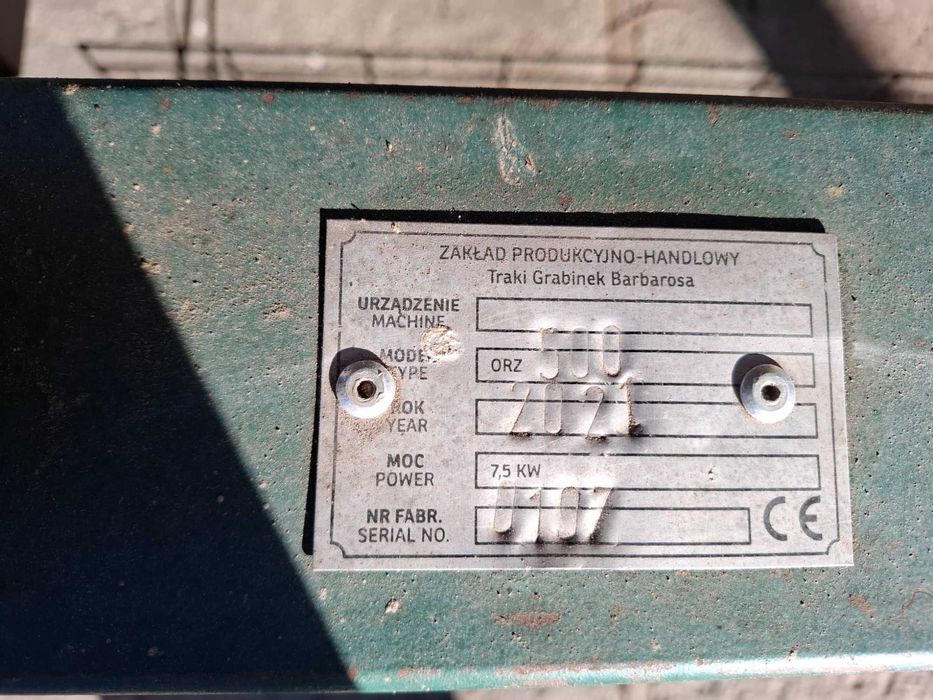 ZAKŁAD PRODUKCYJNO-HANDLOWY
Traki Grabinek Barbarosa
URZĄDZENIE
MACHINE
MODEL
TYPE
ORZ 500
ROK
YEAR
2021
MOC
POWER
7,5 KW
NR FABR.
SERIAL NO.
0107
CE